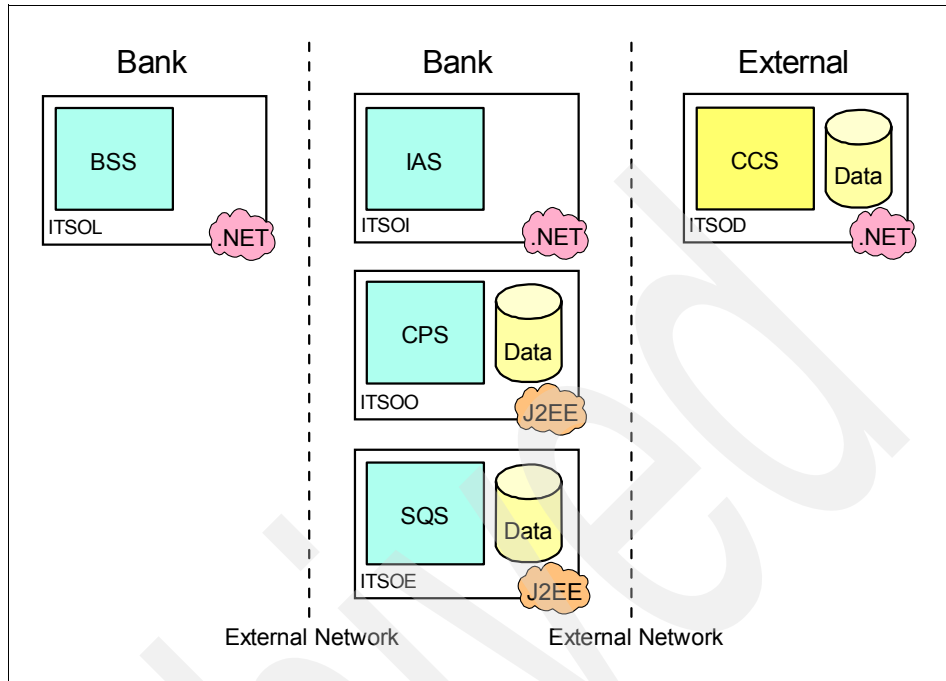 Bank
BSS
ITSOL
.NET
Bank
IAS
ITSOI
.NET
CPS
Data
ITSOO
J2EE
SQS
Data
ITSOE
J2EE
External
CCS
Data
ITSOD
.NET
External Network
External Network